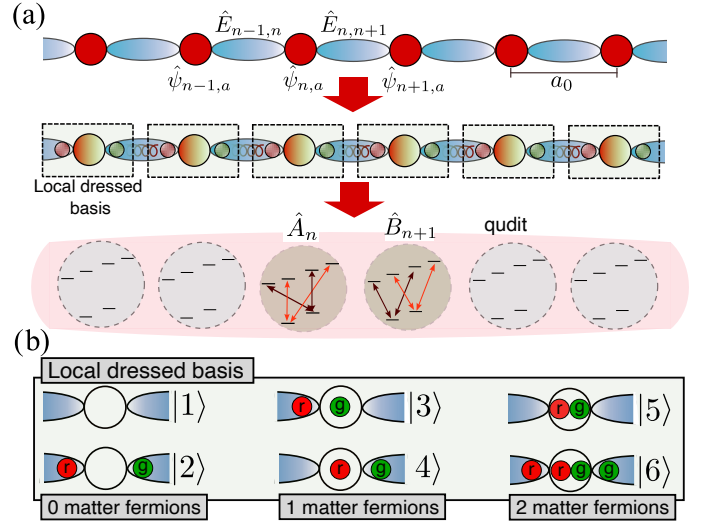 (a)
Ê_{n-1,n} Ê_{n,n+1}
ψ̂_{n-1,a} ψ̂_{n,a} ψ̂_{n+1,a} a_0
Local dressed
basis
Â_n B̂_{n+1} qudit
(b)
Local dressed basis
|1⟩ r g |3⟩ r g |5⟩
r g |2⟩ r g 4⟩ r r g g |6⟩
0 matter fermions 1 matter fermions 2 matter fermions